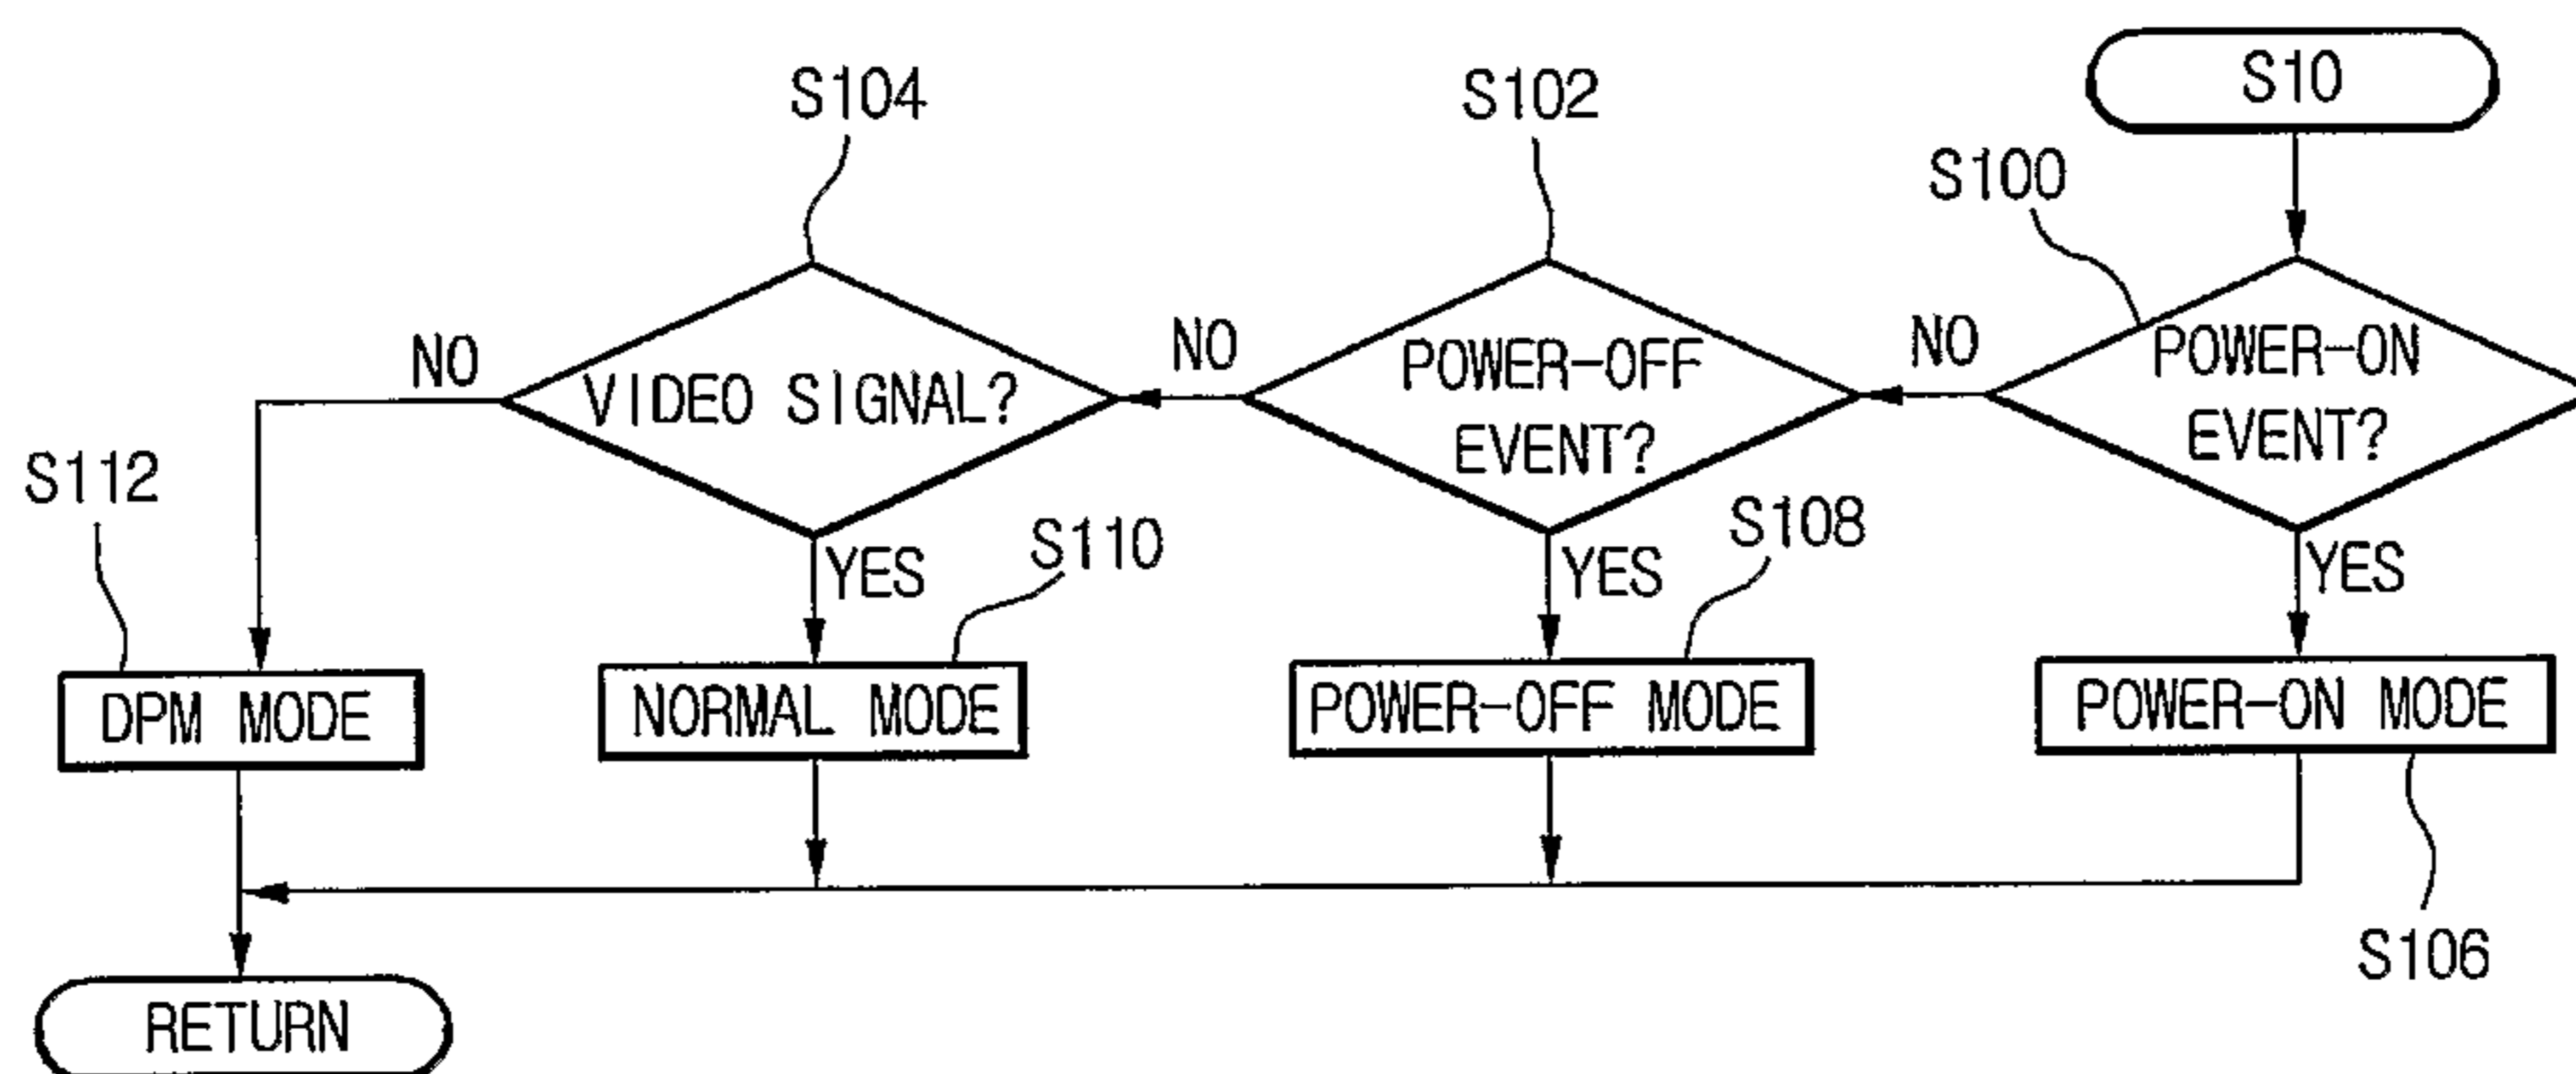 S10
S104
S102
S100
NO
VIDEO SIGNAL?
NO
POWER-OFF
EVENT?
NO
POWER-ON
EVENT?
S112
S110
S108
YES
YES
YES
DPM MODE
NORMAL MODE
POWER-OFF MODE
POWER-ON MODE
S106
RETURN